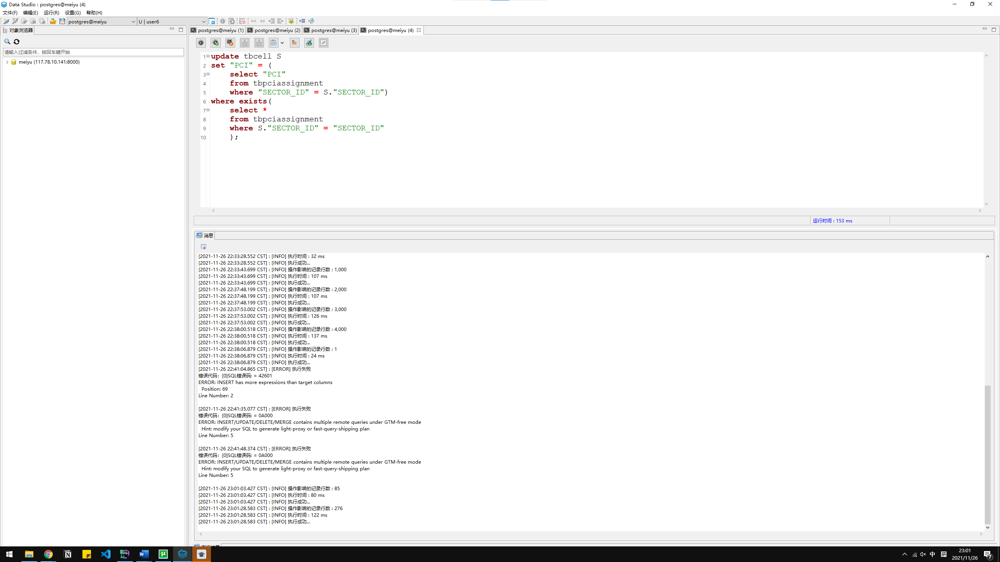 Data Studio : postgres@meiyu (4)
文件(F) 编辑(E) 运行(R) 设置(G) 帮助(H)
postgres@meiyu U | user6
对象浏览器
请输入过滤条件，按回车键开始
meiyu (117.78.10.141:8000)
postgres@meiyu (1) postgres@meiyu (2) postgres@meiyu (3) postgres@meiyu (4)
1 update tbcell S
2 set "PCI" = (
3 select "PCI"
4 from tbpciassignment
5 where "SECTOR_ID" = S."SECTOR_ID")
6 where exists(
7 select *
8 from tbpciassignment
9 where S."SECTOR_ID" = "SECTOR_ID"
10 );
运行时间 : 153 ms
消息
[2021-11-26 22:33:28.552 CST] : [INFO] 执行时间 : 32 ms
[2021-11-26 22:33:28.552 CST] : [INFO] 执行成功...
[2021-11-26 22:33:43.699 CST] : [INFO] 操作影响的记录行数 : 1,000
[2021-11-26 22:33:43.699 CST] : [INFO] 执行时间 : 107 ms
[2021-11-26 22:33:43.699 CST] : [INFO] 执行成功...
[2021-11-26 22:37:48.199 CST] : [INFO] 操作影响的记录行数 : 2,000
[2021-11-26 22:37:48.199 CST] : [INFO] 执行时间 : 107 ms
[2021-11-26 22:37:48.199 CST] : [INFO] 执行成功...
[2021-11-26 22:37:53.002 CST] : [INFO] 操作影响的记录行数 : 3,000
[2021-11-26 22:37:53.002 CST] : [INFO] 执行时间 : 126 ms
[2021-11-26 22:37:53.002 CST] : [INFO] 执行成功...
[2021-11-26 22:38:00.518 CST] : [INFO] 操作影响的记录行数 : 4,000
[2021-11-26 22:38:00.518 CST] : [INFO] 执行时间 : 137 ms
[2021-11-26 22:38:00.518 CST] : [INFO] 执行成功...
[2021-11-26 22:38:06.879 CST] : [INFO] 操作影响的记录行数 : 1
[2021-11-26 22:38:06.879 CST] : [INFO] 执行时间 : 24 ms
[2021-11-26 22:38:06.879 CST] : [INFO] 执行成功...
[2021-11-26 22:41:04.865 CST] : [ERROR] 执行失败
错误代码：[0]SQL错误码: = 42601
ERROR: INSERT has more expressions than target columns
Position: 69
Line Number: 2
[2021-11-26 22:41:35.077 CST] : [ERROR] 执行失败
错误代码：[0]SQL错误码: = 0A000
ERROR: INSERT/UPDATE/DELETE/MERGE contains multiple remote queries under GTM-free mode
Hint: modify your SQL to generate light-proxy or fast-query-shipping plan
Line Number: 5
[2021-11-26 22:41:48.374 CST] : [ERROR] 执行失败
错误代码：[0]SQL错误码: = 0A000
ERROR: INSERT/UPDATE/DELETE/MERGE contains multiple remote queries under GTM-free mode
Hint: modify your SQL to generate light-proxy or fast-query-shipping plan
Line Number: 5
[2021-11-26 23:01:03.427 CST] : [INFO] 操作影响的记录行数 : 85
[2021-11-26 23:01:03.427 CST] : [INFO] 执行时间 : 80 ms
[2021-11-26 23:01:03.427 CST] : [INFO] 执行成功...
[2021-11-26 23:01:28.583 CST] : [INFO] 操作影响的记录行数 : 276
[2021-11-26 23:01:28.583 CST] : [INFO] 执行时间 : 122 ms
[2021-11-26 23:01:28.583 CST] : [INFO] 执行成功...
中 拼 23:01
2021/11/26 7